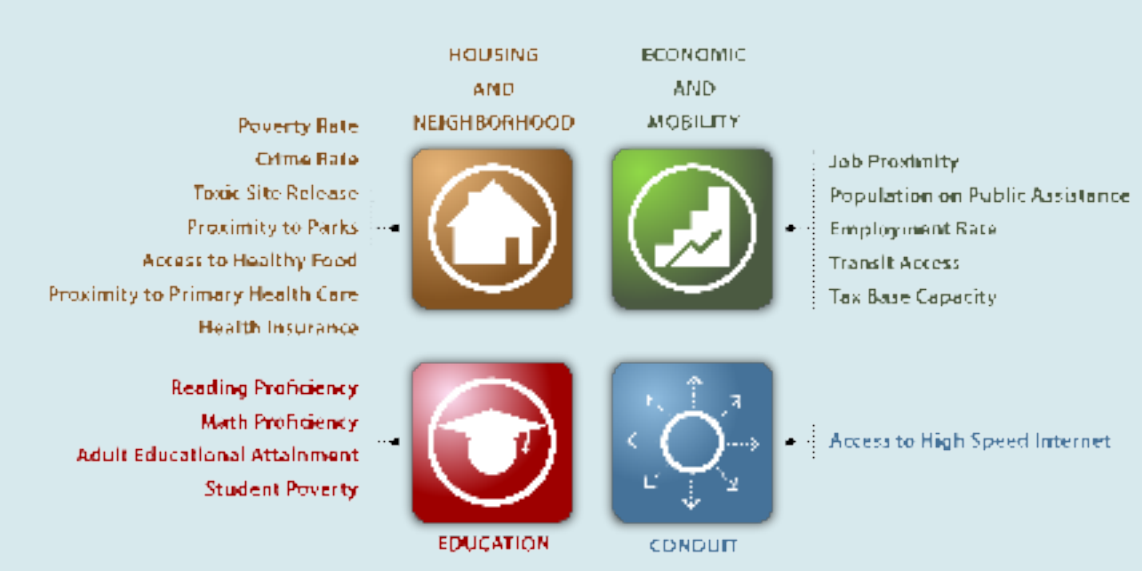 HOUSING
AND
NEIGHBORHOOD
ECONOMIC
AND
MOBILITY
Poverty Rate
Crime Rate
Toxic Site Release
Proximity to Parks
Access to Healthy Food
Proximity to Primary Health Care
Health Insurance
Job Proximity
Population on Public Assistance
Employment Rate
Transit Access
Tax Base Capacity
Reading Proficiency
Math Proficiency
Adult Educational Attainment
Student Poverty
Access to High Speed Internet
EDUCATION
CONDUIT